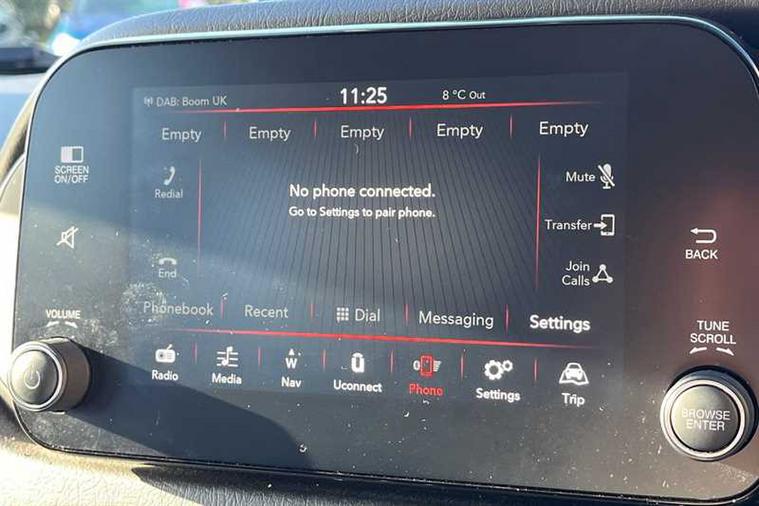 DAB: Boom UK 11:25 8 °C Out
Empty Empty Empty Empty Empty
SCREEN
ON/OFF
Redial
No phone connected.
Go to Settings to pair phone.
Mute
Transfer
BACK
End
Join
Calls
VOLUME
Phonebook Recent Dial Messaging Settings
TUNE
SCROLL
Radio Media Nav Uconnect Phone Settings Trip
W
BROWSE
ENTER